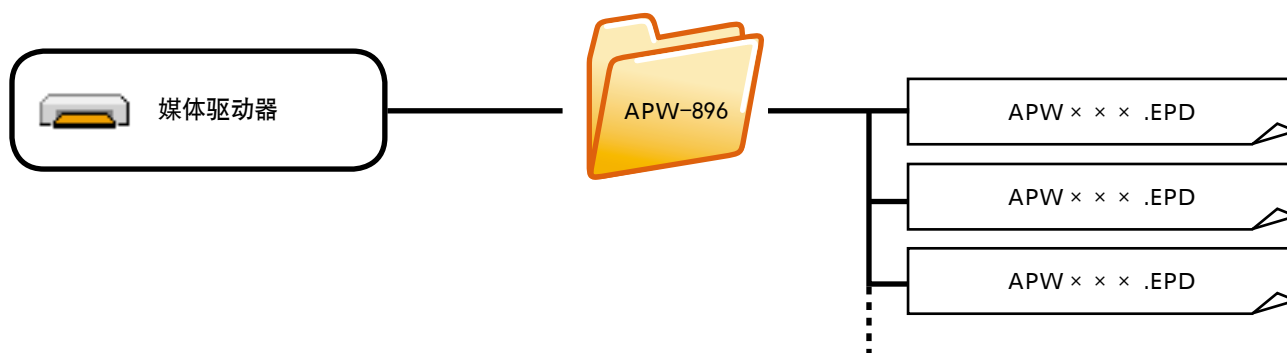 媒体驱动器
APW-896
APW × × × .EPD
APW × × × .EPD
APW × × × .EPD